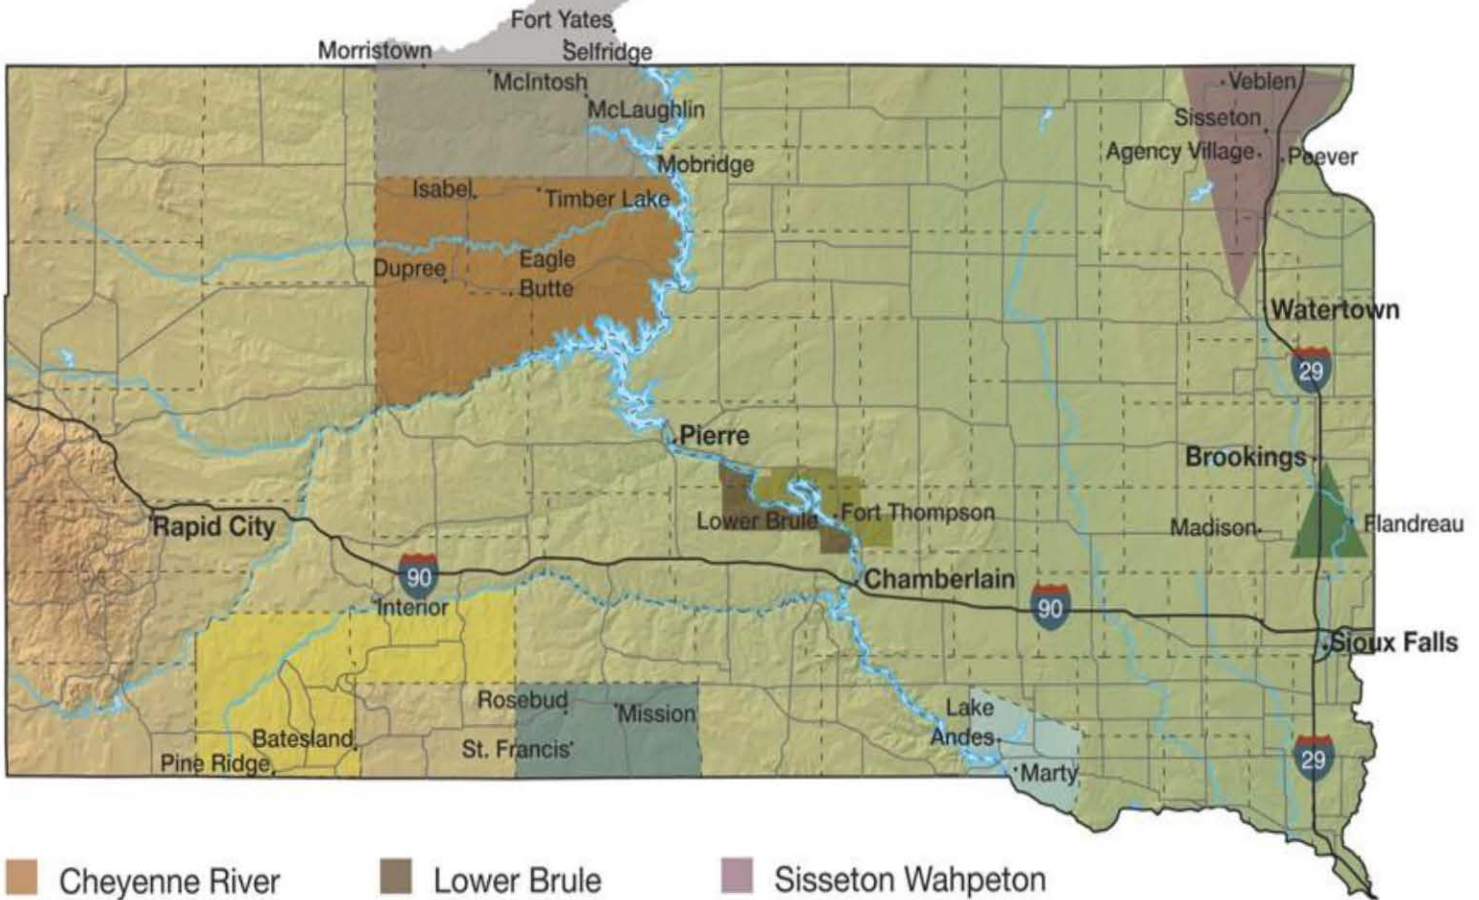 Fort Yates
Morristown
Selfridge
McIntosh
McLaughlin
Veblen
Sisseton
Agency Village
Peever
Mobridge
Isabel
Timber Lake
Dupree
Eagle
Butte
Watertown
29
Pierre
Brookings
Lower Brule
Fort Thompson
Madison
Flandreau
Rapid City
90
Interior
Chamberlain
90
Sioux Falls
Rosebud
Mission
St. Francis
Lake
Andes
Batesland
Pine Ridge
Marty
29
Cheyenne River
Lower Brule
Sisseton Wahpeton